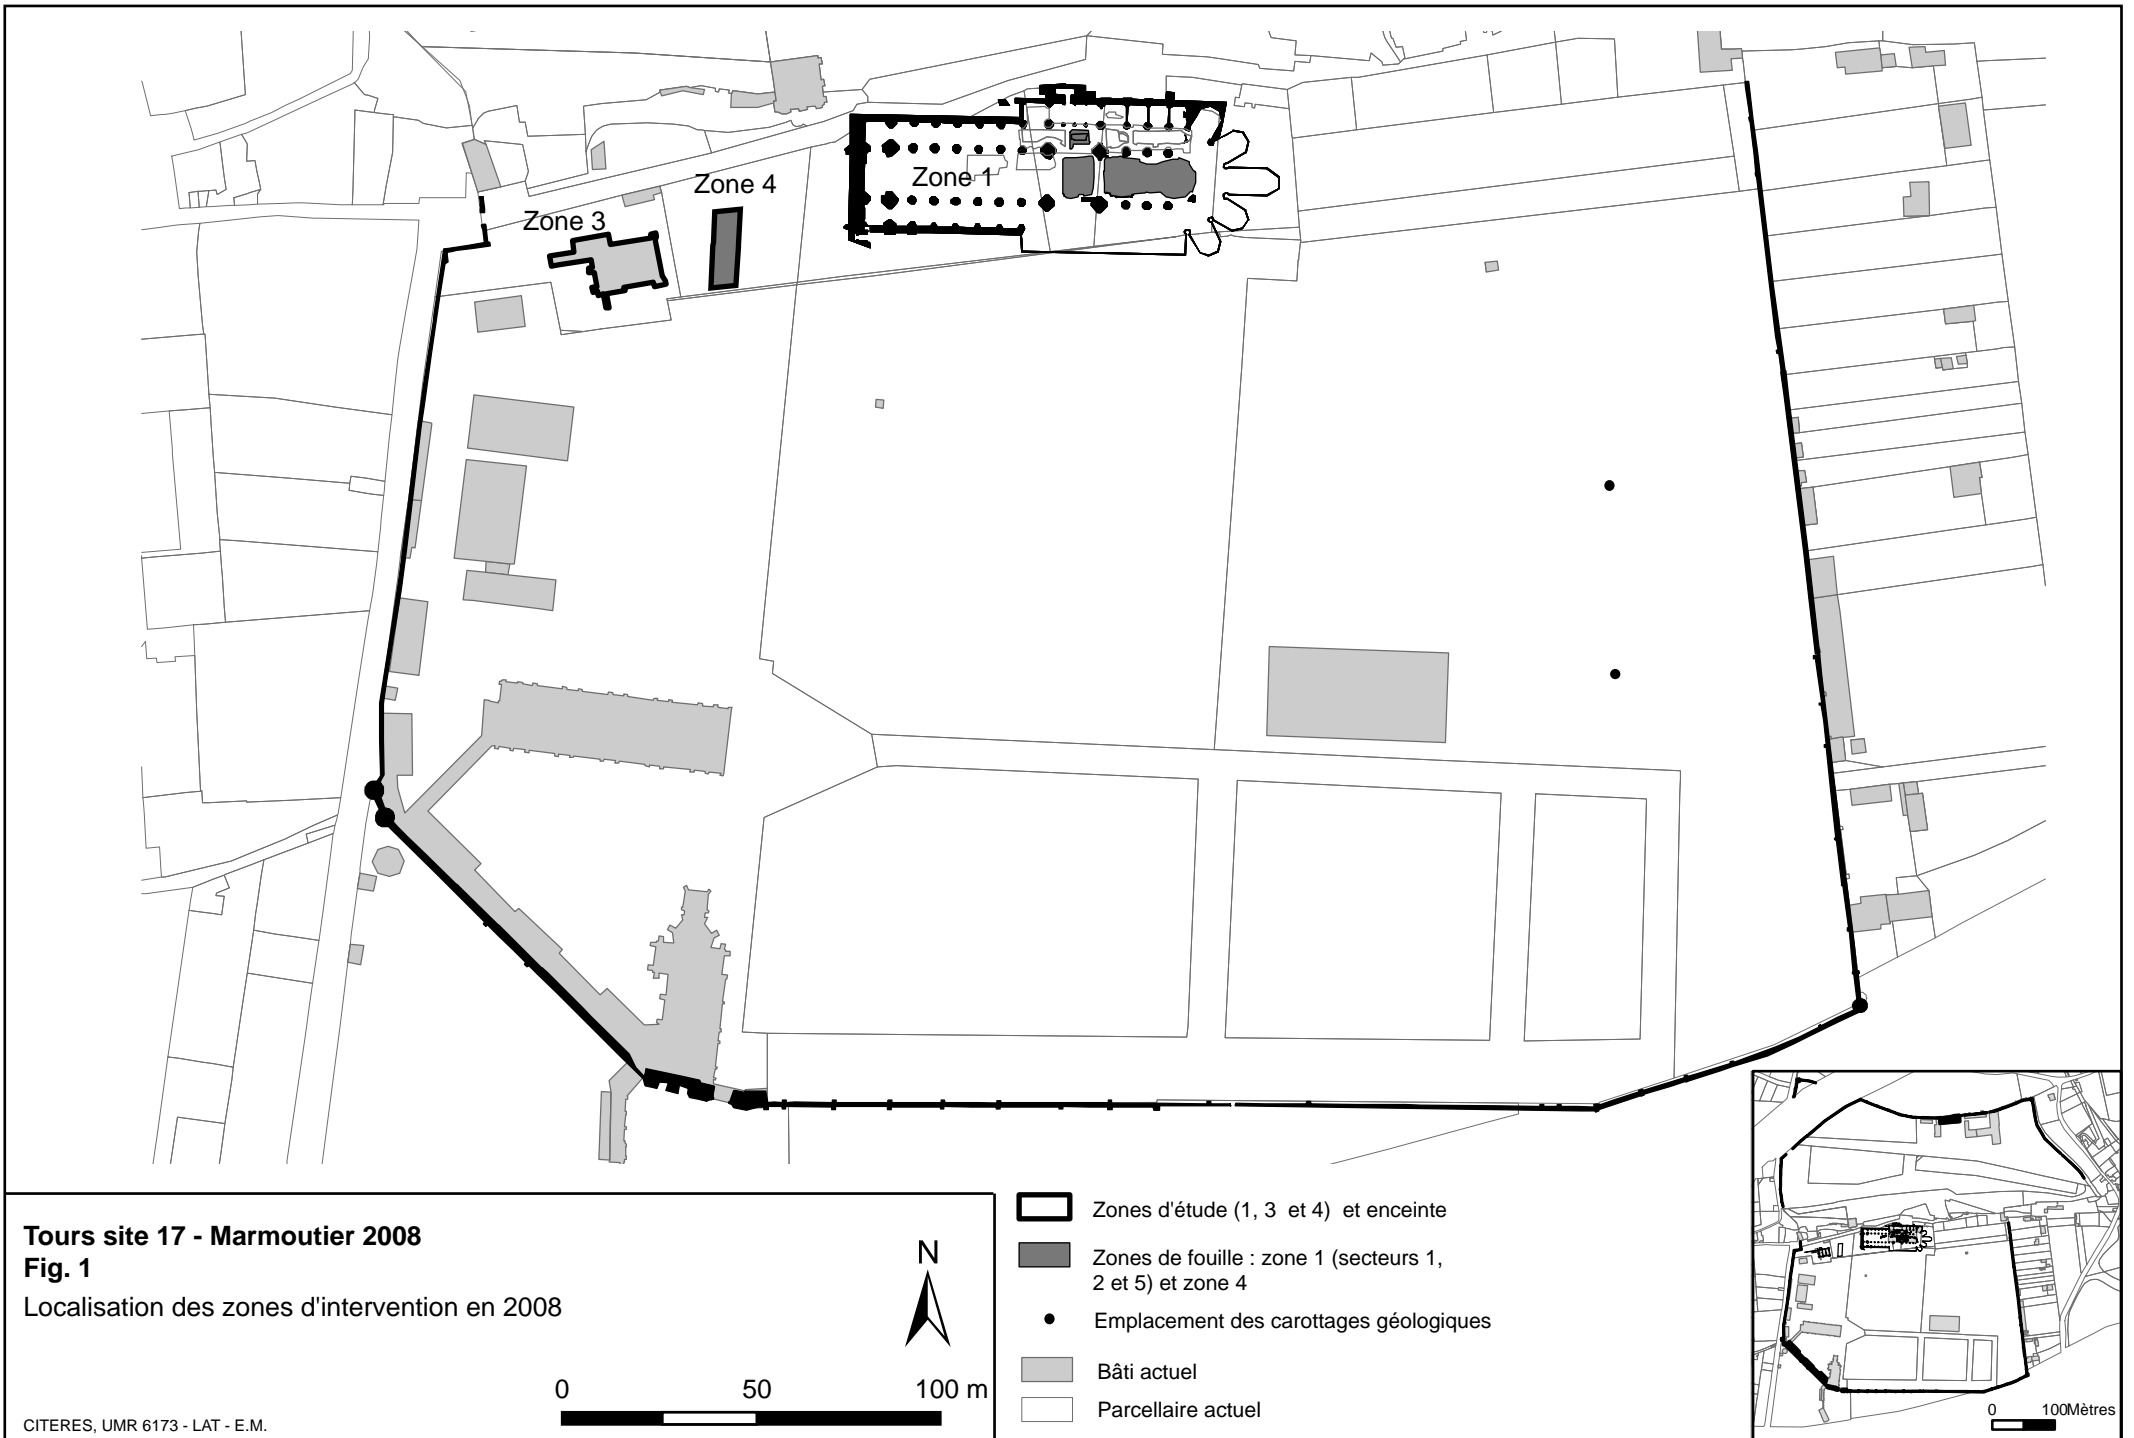 Zone 4
Zone 1
Zone 3
Tours site 17 - Marmoutier 2008
Fig. 1
Localisation des zones d'intervention en 2008
N
0 50 100 m
CITERES, UMR 6173 - LAT - E.M.
Zones d'étude (1, 3 et 4) et enceinte
Zones de fouille : zone 1 (secteurs 1,
2 et 5) et zone 4
Emplacement des carottages géologiques
Bâti actuel
Parcellaire actuel
0 100Mètres